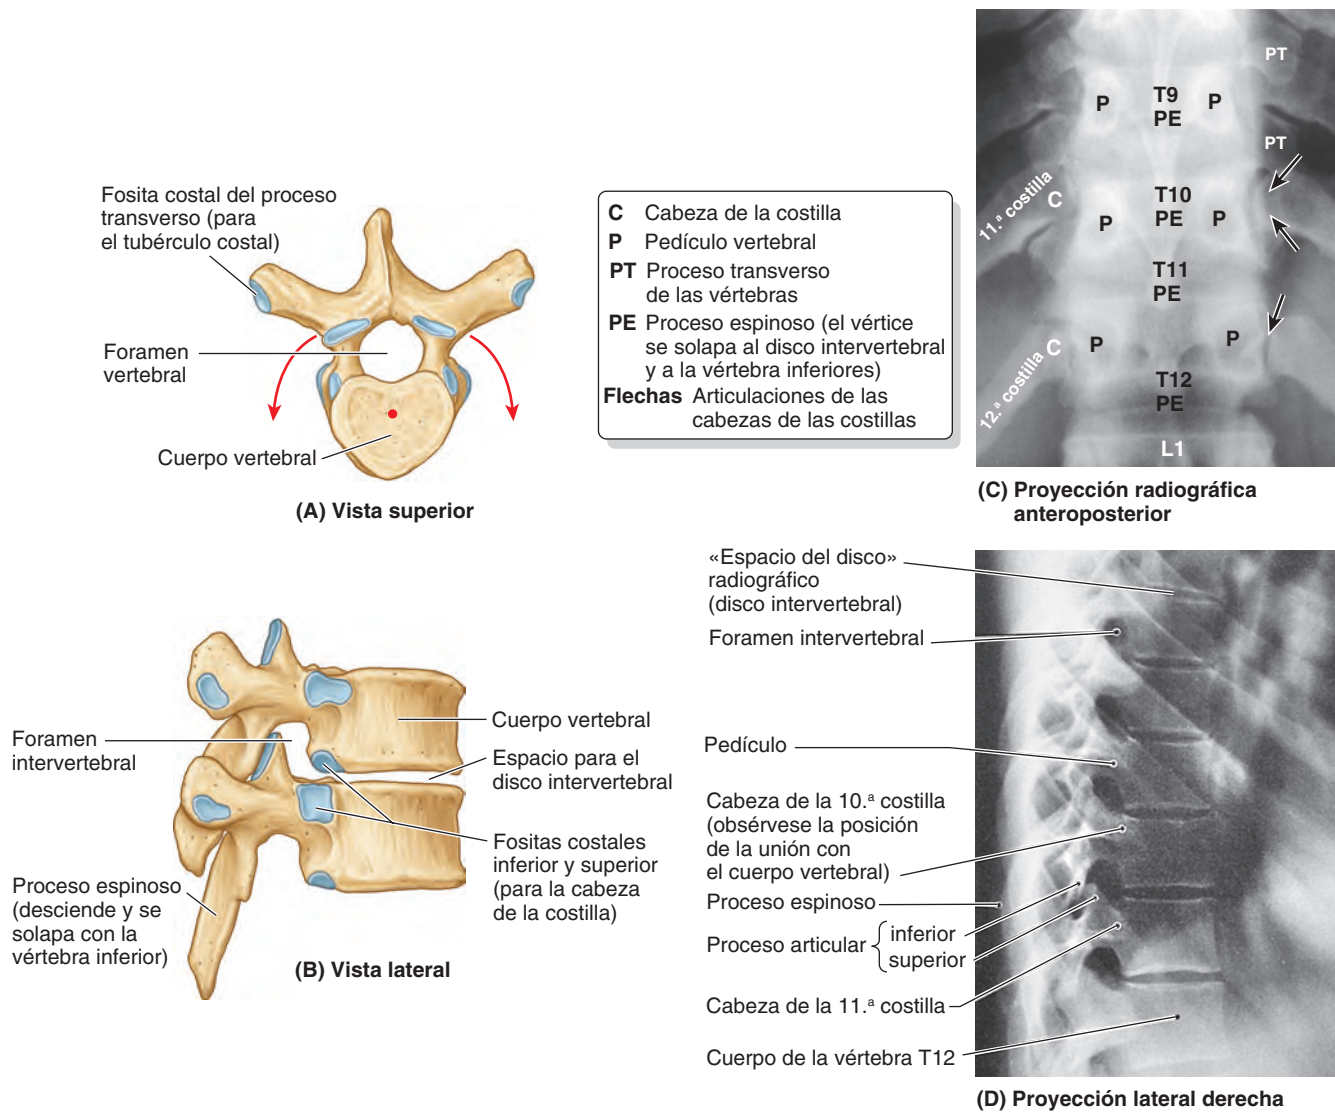 Fosita costal del proceso
transverso (para
el tubérculo costal)
Foramen
vertebral
Cuerpo vertebral
(A) Vista superior
C Cabeza de la costilla
P Pedículo vertebral
PT Proceso transverso
de las vértebras
PE Proceso espinoso (el vértice
se solapa al disco intervertebral
y a la vértebra inferiores)
Flechas Articulaciones de las
cabezas de las costillas
PT
P T9 P
PE
PT
11.ª costilla
C
P T10 P
PE
T11
PE
12.ª costilla
C
P P
T12
PE
L1
(C) Proyección radiográfica
anteroposterior
Foramen
intervertebral
Proceso espinoso
(desciende y se
solapa con la
vértebra inferior)
Cuerpo vertebral
Espacio para el
disco intervertebral
Fositas costales
inferior y superior
(para la cabeza
de la costilla)
(B) Vista lateral
«Espacio del disco»
radiográfico
(disco intervertebral)
Foramen intervertebral
Pedículo
Cabeza de la 10.ª costilla
(obsérvese la posición
de la unión con
el cuerpo vertebral)
Proceso espinoso
Proceso articular
inferior
superior
Cabeza de la 11.ª costilla
Cuerpo de la vértebra T12
(D) Proyección lateral derecha